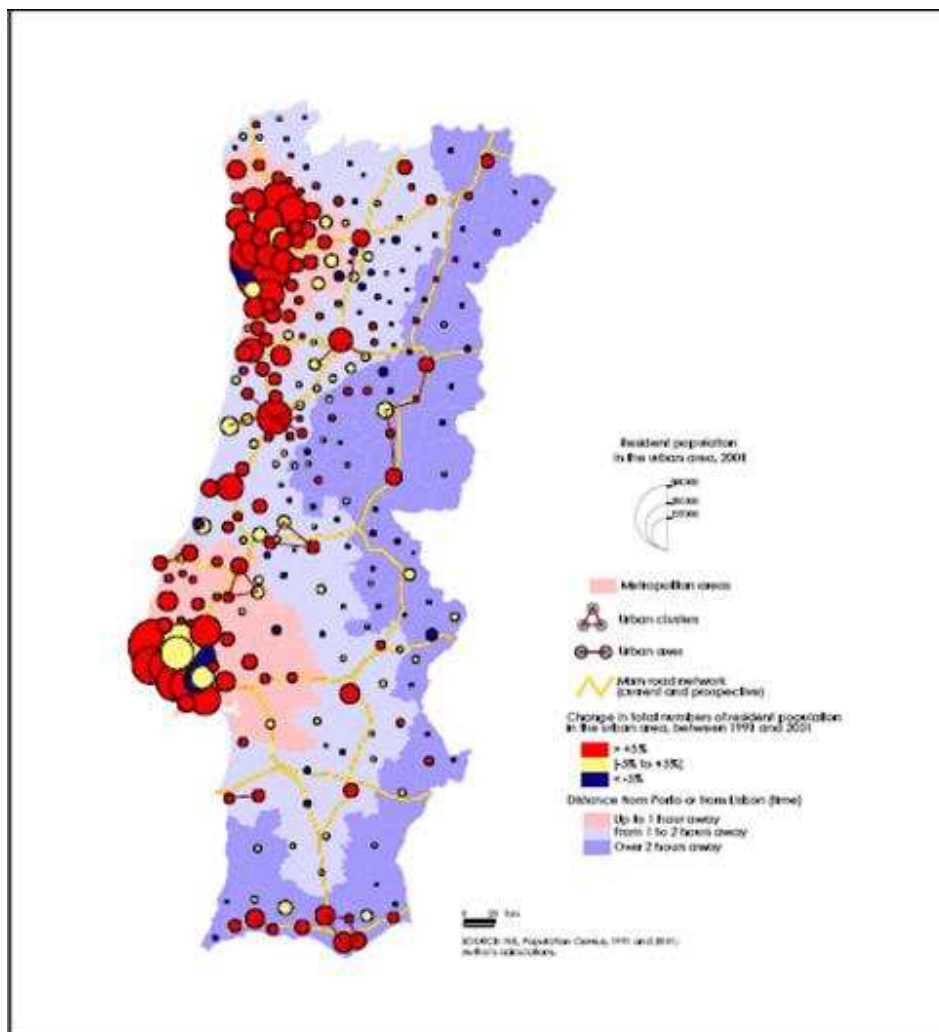 Resident population
in the urban area, 2001
Metropolitan areas
Urban clusters
Urban axes
Main road network
(current and prospective)
Change in total numbers of resident population
in the urban area, between 1991 and 2001
> +5%
[-5% to +5%]
< -5%
Distance from Porto or from Lisbon (time)
Up to 1 hour away
From 1 to 2 hours away
Over 2 hours away
0 Km
SOURCE: Population Census, 1991 and 2001;
calculations.